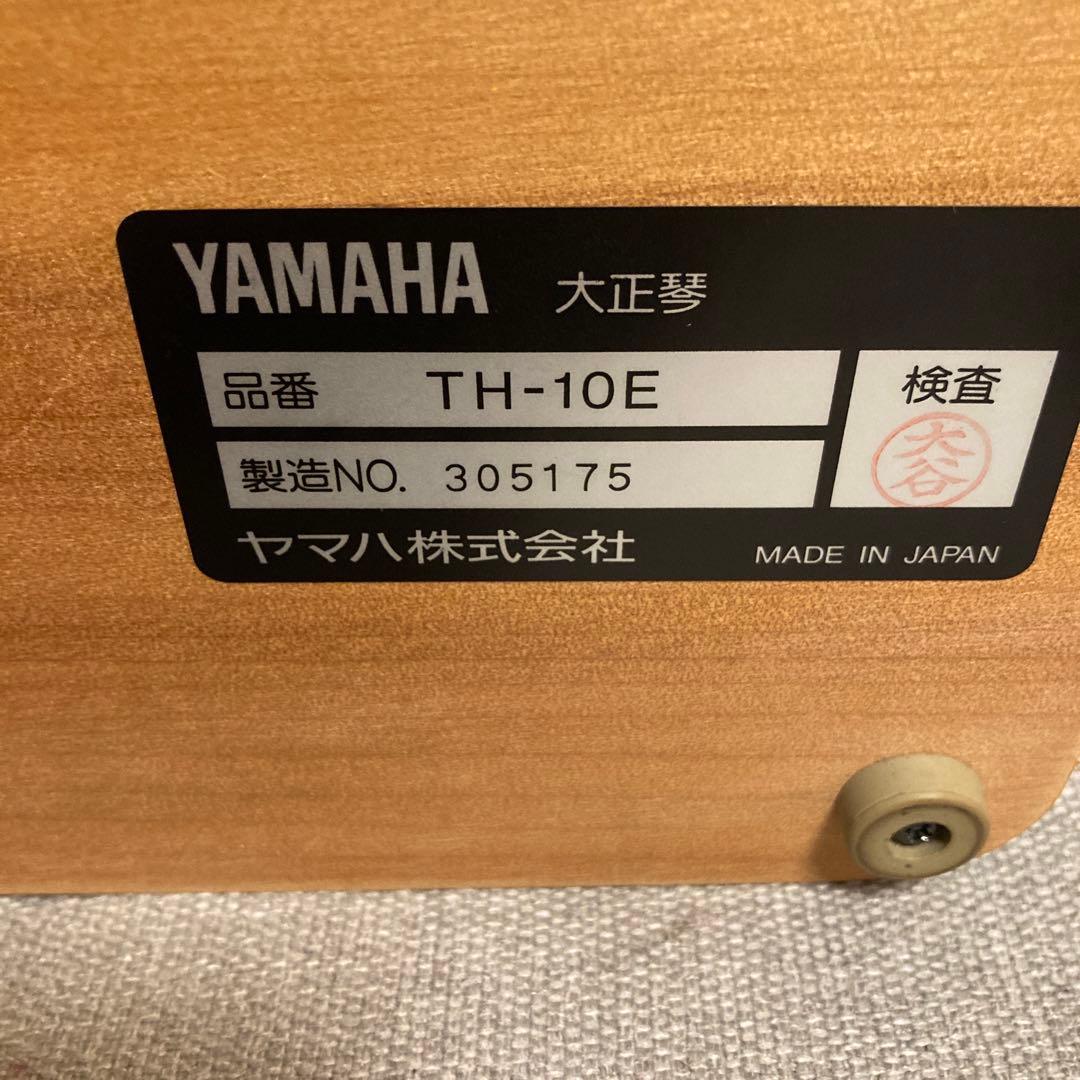 YAMAHA 大正琴
品番 TH-10E
検査
大谷
製造NO. 305175
ヤマハ株式会社
MADE IN JAPAN